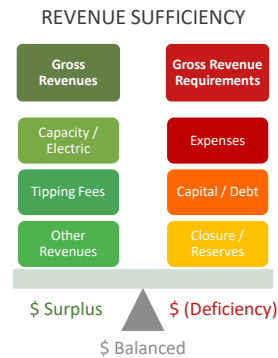 REVENUE SUFFICIENCY
Gross
Revenues
Gross Revenue
Requirements
Capacity /
Electric
Expenses
Tipping Fees
Capital / Debt
Other
Revenues
Closure /
Reserves
$ Surplus
$ (Deficiency)
$ Balanced